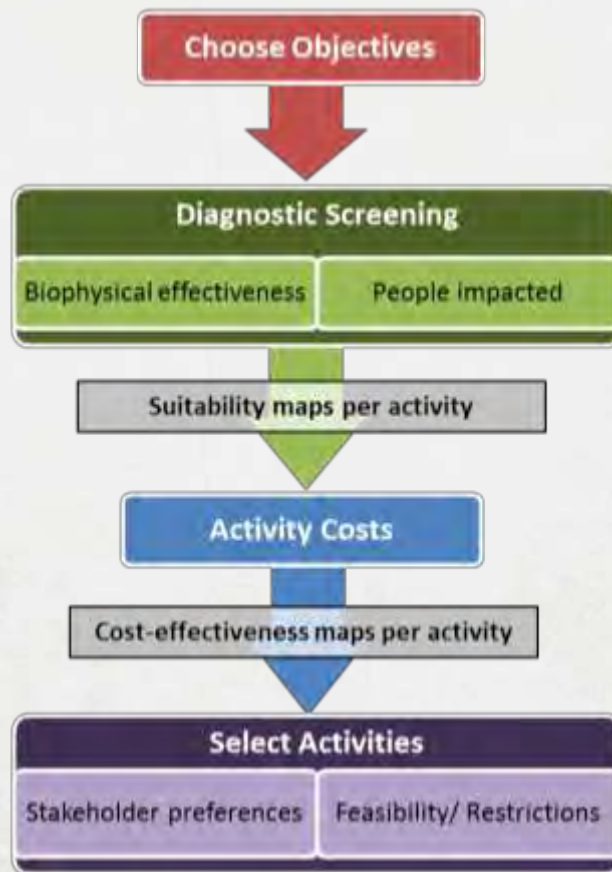 Choose Objectives
Diagnostic Screening
Biophysical effectiveness
People impacted
Suitability maps per activity
Activity Costs
Cost-effectiveness maps per activity
Select Activities
Stakeholder preferences
Feasibility/ Restrictions